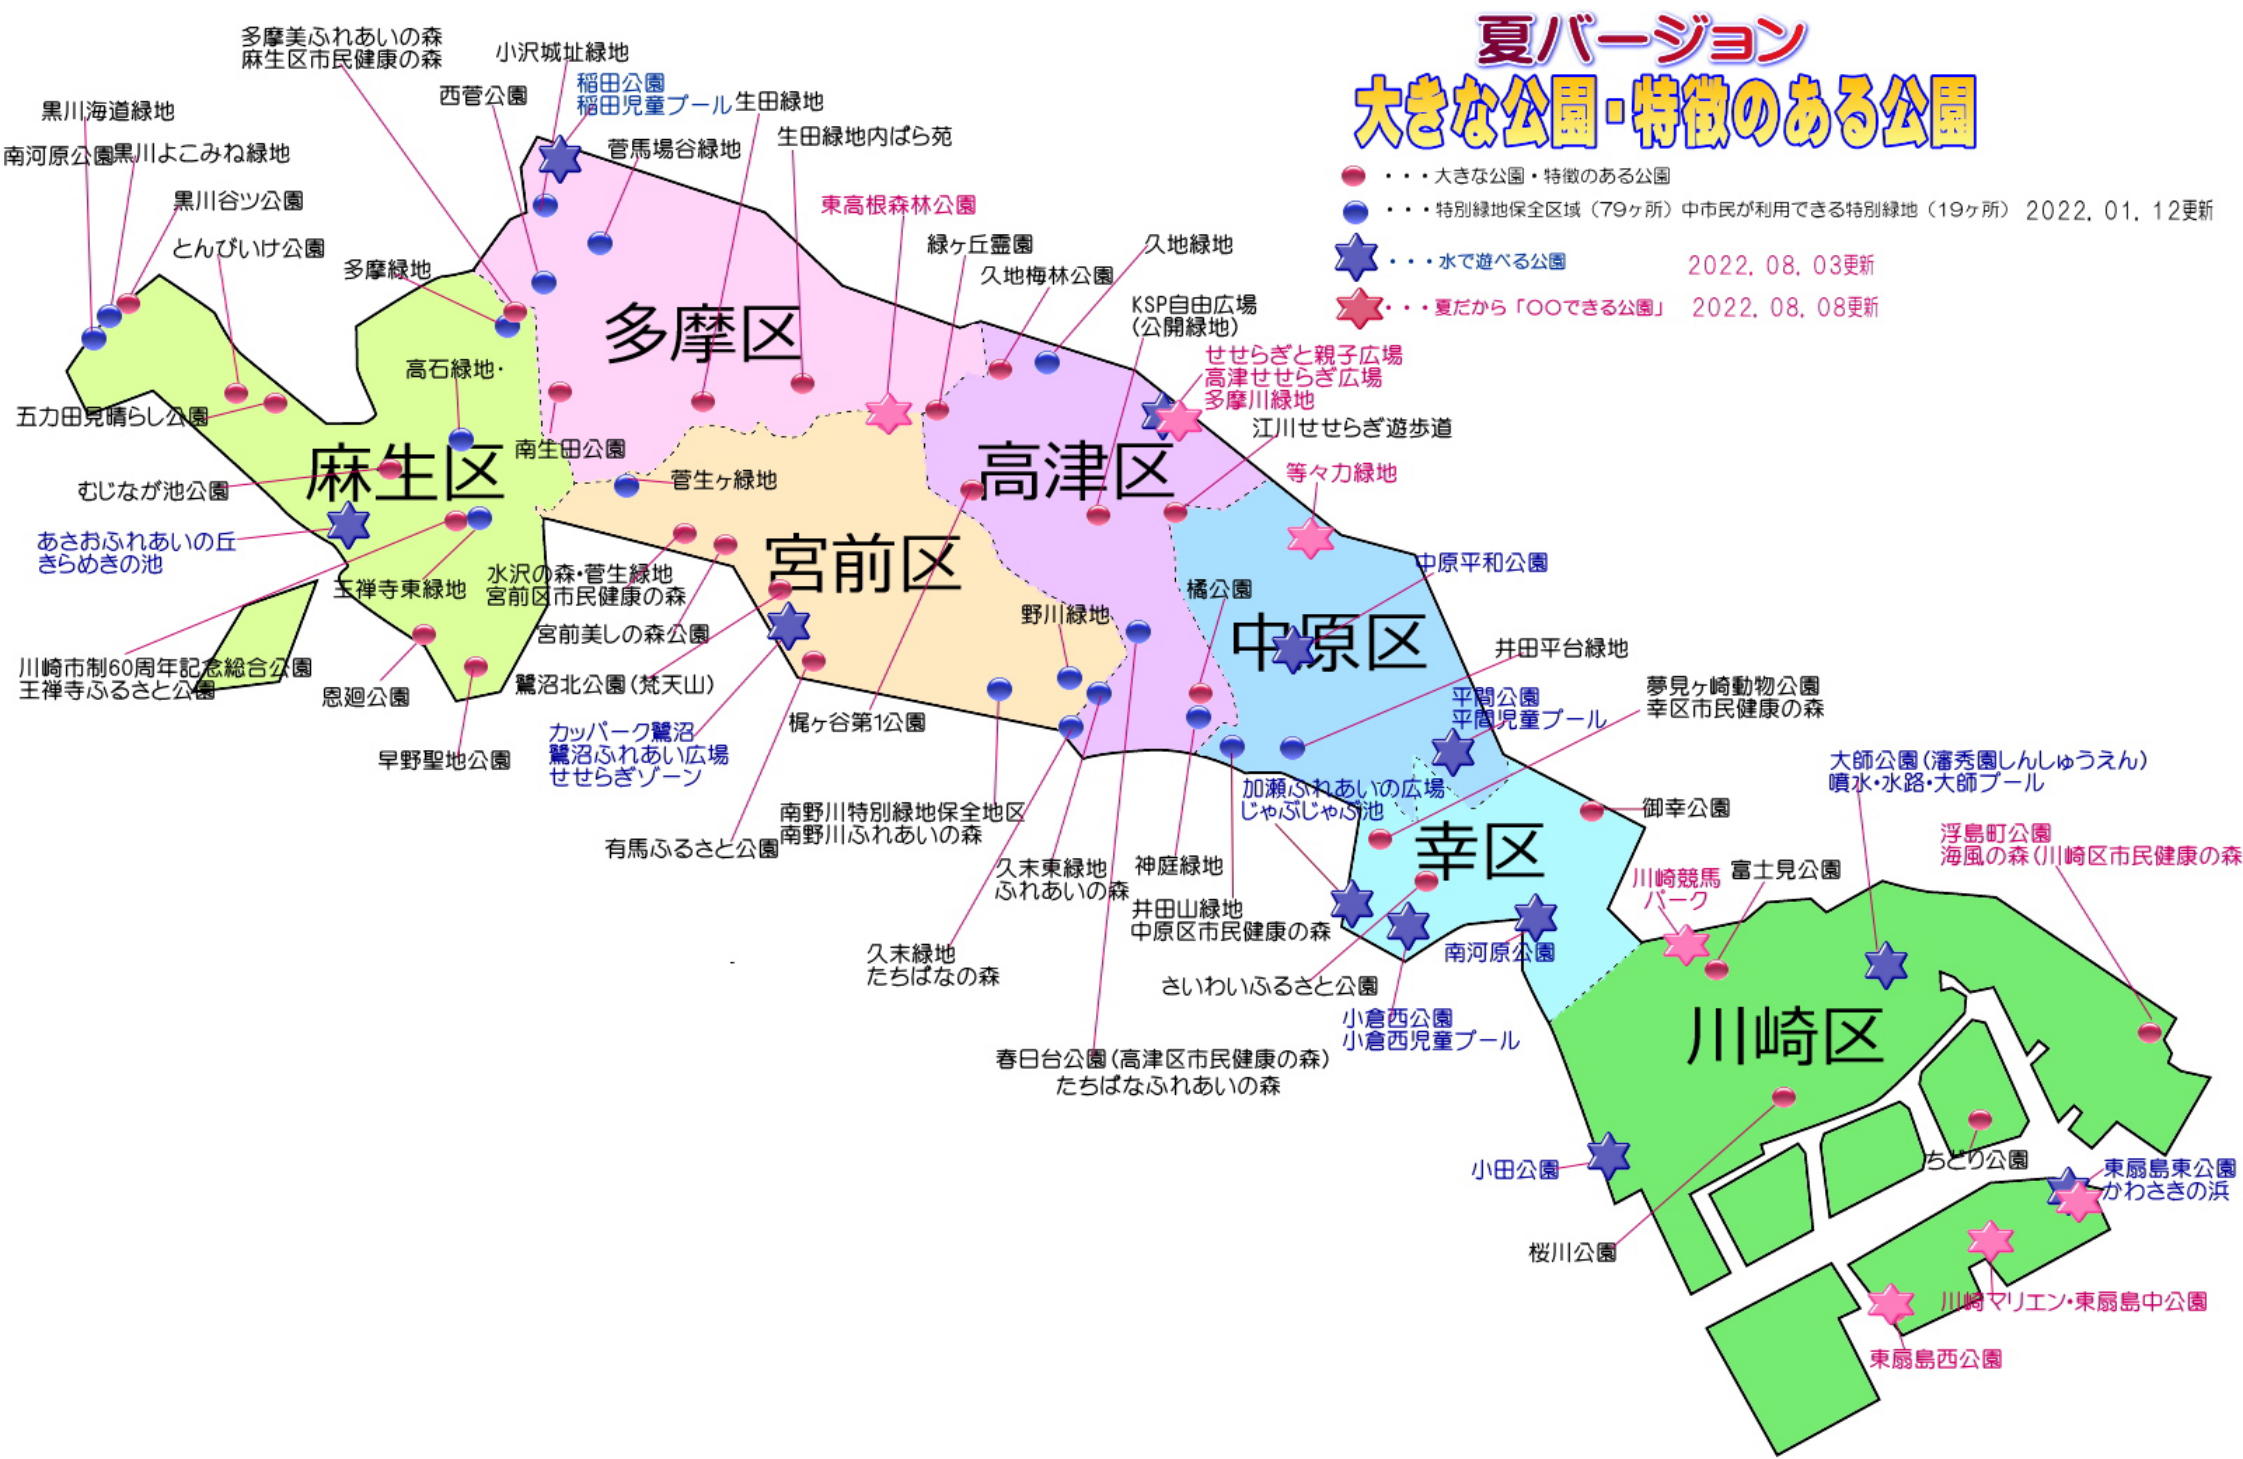 夏バージョン
大きな公園・特徴のある公園
・・・大きな公園・特徴のある公園
・・・特別緑地保全区域（79ヶ所）中市民が利用できる特別緑地（19ヶ所） 2022．01．12更新
・・・水で遊べる公園 2022．08．03更新
・・・夏だから「〇〇できる公園」 2022．08．08更新
多摩美ふれあいの森
麻生区市民健康の森
小沢城址緑地
西菅公園
稲田公園
稲田児童プール
生田緑地
黒川海道緑地
南河原公園
黒川よこみね緑地
菅馬場谷緑地
生田緑地内ばら苑
黒川谷ツ公園
東高根森林公園
とんびいけ公園
多摩緑地
緑ヶ丘霊園
久地緑地
久地梅林公園
KSP自由広場
(公開緑地)
多摩区
せせらぎと親子広場
高津せせらぎ広場
多摩川緑地
高石緑地・
五力田見晴らし公園
江川せせらぎ遊歩道
南生田公園
麻生区
高津区
等々力緑地
むじなが池公園
菅生ヶ緑地
あさおふれあいの丘
きらめきの池
宮前区
中原平和公園
王禅寺東緑地
水沢の森・菅生緑地
宮前区市民健康の森
橘公園
野川緑地
宮前美しの森公園
中原区
井田平台緑地
川崎市制60周年記念総合公園
王禅寺ふるさと公園
恩廻公園
鷺沼北公園(梵天山)
平間公園
平間児童プール
夢見ヶ崎動物公園
幸区市民健康の森
早野聖地公園
カッパーク鷺沼
鷺沼ふれあい広場
せせらぎゾーン
梶ヶ谷第1公園
大師公園(瀋秀園しんしゅうえん)
噴水・水路・大師プール
加瀬ふれあいの広場
じゃぶじゃぶ池
御幸公園
有馬ふるさと公園
南野川特別緑地保全地区
南野川ふれあいの森
幸区
浮島町公園
海風の森(川崎区市民健康の森
久末東緑地
ふれあいの森
神庭緑地
川崎競馬
パーク
富士見公園
井田山緑地
中原区市民健康の森
久末緑地
たちばなの森
南河原公園
さいわいふるさと公園
小倉西公園
小倉西児童プール
川崎区
春日台公園(高津区市民健康の森)
たちばなふれあいの森
小田公園
ちどり公園
東扇島東公園
かわさきの浜
桜川公園
川崎マリエン・東扇島中公園
東扇島西公園